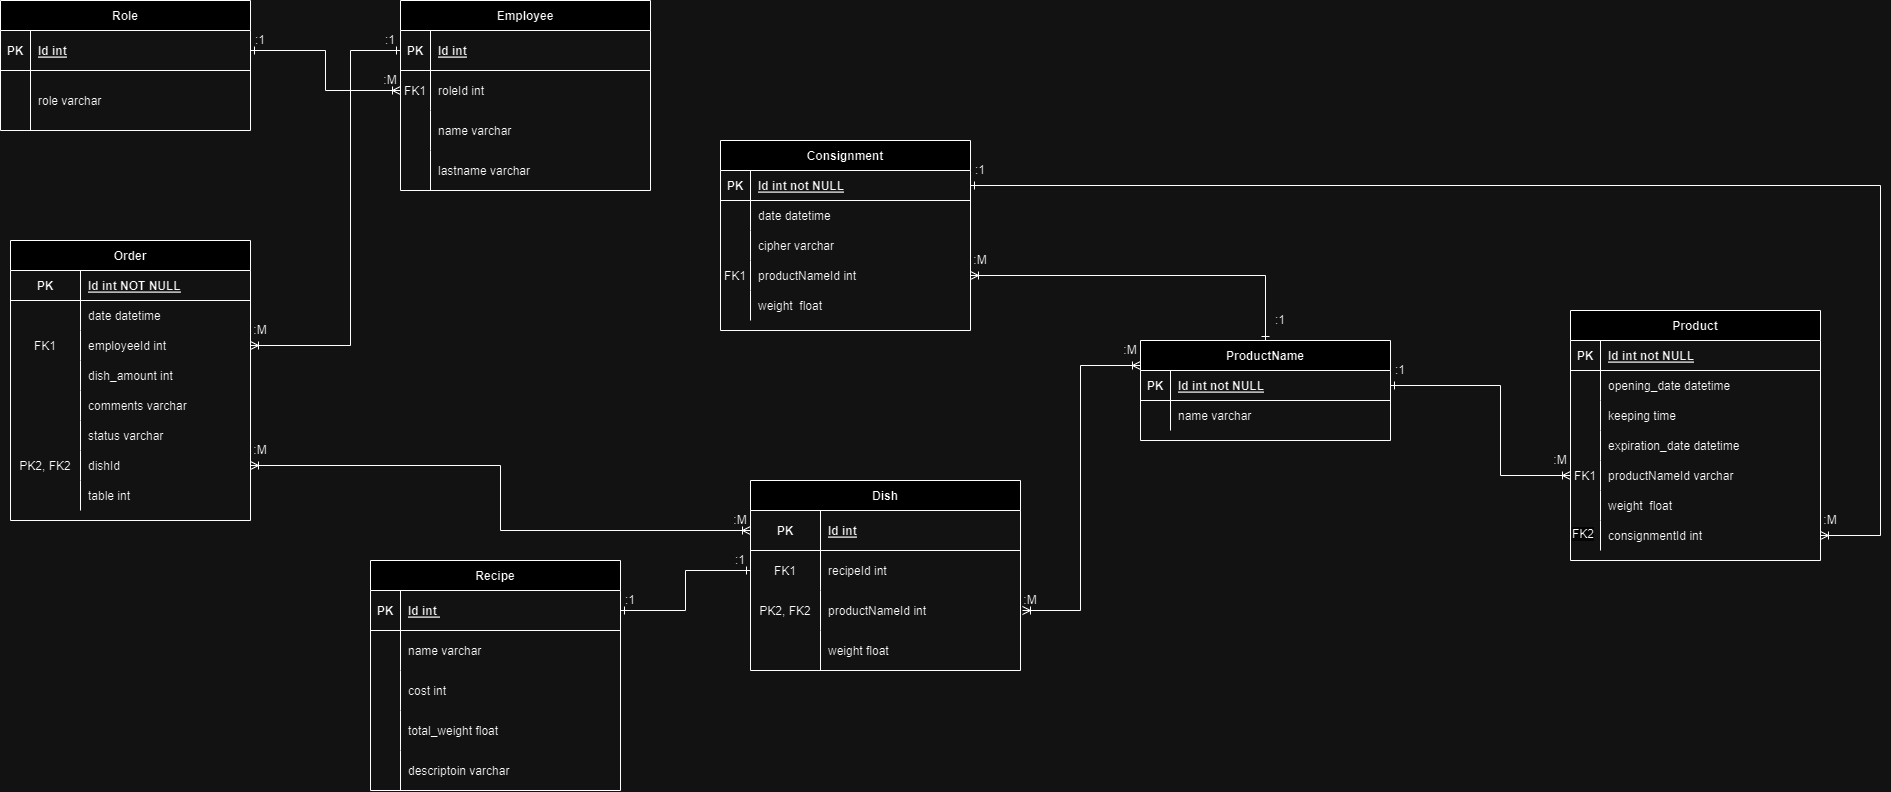 Role
PK Id int
role varchar
:1
Employee
PK Id int
FK1 roleId int
name varchar
lastname varchar
:1
:M
Order
PK Id int NOT NULL
date datetime
FK1 employeeId int
dish_amount int
comments varchar
status varchar
PK2, FK2 dishId
table int
:M
:M
Consignment
PK Id int not NULL
date datetime
cipher varchar
FK1 productNameId int
weight  float
:1
:M
ProductName
PK Id int not NULL
name varchar
:1
:M
:1
Product
PK Id int not NULL
opening_date datetime
keeping time
expiration_date datetime
FK1 productNameId varchar
weight  float
FK2 consignmentId int
:M
:M
Dish
PK Id int
FK1 recipeId int
PK2, FK2 productNameId int
weight float
:M
:1
:M
Recipe
PK Id int
name varchar
cost int
total_weight float
descriptoin varchar
:1